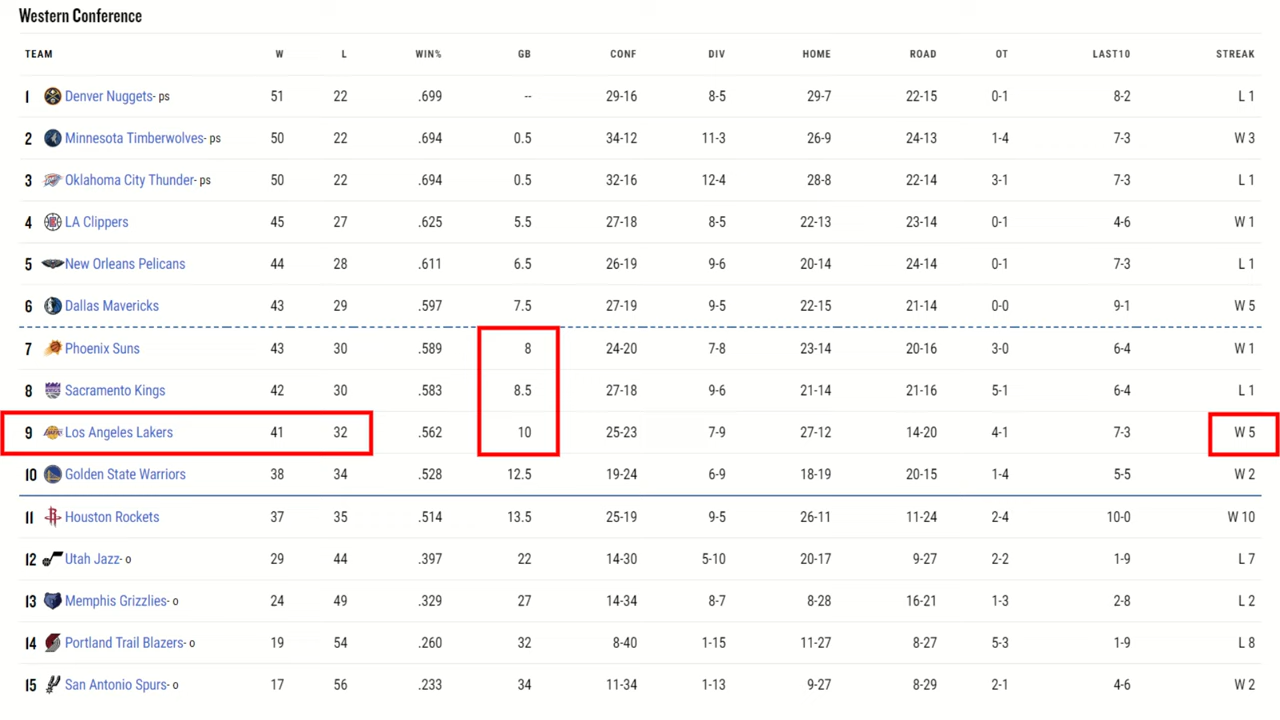 Western Conference
TEAM W L WIN% GB CONF DIV HOME ROAD OT LAST10 STREAK
1 Denver Nuggets- ps 51 22 .699 -- 29-16 8-5 29-7 22-15 0-1 8-2 L 1
2 Minnesota Timberwolves- ps 50 22 .694 0.5 34-12 11-3 26-9 24-13 1-4 7-3 W 3
3 Oklahoma City Thunder- ps 50 22 .694 0.5 32-16 12-4 28-8 22-14 3-1 7-3 L 1
4 LA Clippers 45 27 .625 5.5 27-18 8-5 22-13 23-14 0-1 4-6 W 1
5 New Orleans Pelicans 44 28 .611 6.5 26-19 9-6 20-14 24-14 0-1 7-3 L 1
6 Dallas Mavericks 43 29 .597 7.5 27-19 9-5 22-15 21-14 0-0 9-1 W 5
7 Phoenix Suns 43 30 .589 8 24-20 7-8 23-14 20-16 3-0 6-4 W 1
8 Sacramento Kings 42 30 .583 8.5 27-18 9-6 21-14 21-16 5-1 6-4 L 1
9 Los Angeles Lakers 41 32 .562 10 25-23 7-9 27-12 14-20 4-1 7-3 W 5
10 Golden State Warriors 38 34 .528 12.5 19-24 6-9 18-19 20-15 1-4 5-5 W 2
11 Houston Rockets 37 35 .514 13.5 25-19 9-5 26-11 11-24 2-4 10-0 W 10
12 Utah Jazz- o 29 44 .397 22 14-30 5-10 20-17 9-27 2-2 1-9 L 7
13 Memphis Grizzlies- o 24 49 .329 27 14-34 8-7 8-28 16-21 1-3 2-8 L 2
14 Portland Trail Blazers- o 19 54 .260 32 8-40 1-15 11-27 8-27 5-3 1-9 L 8
15 San Antonio Spurs- o 17 56 .233 34 11-34 1-13 9-27 8-29 2-1 4-6 W 2